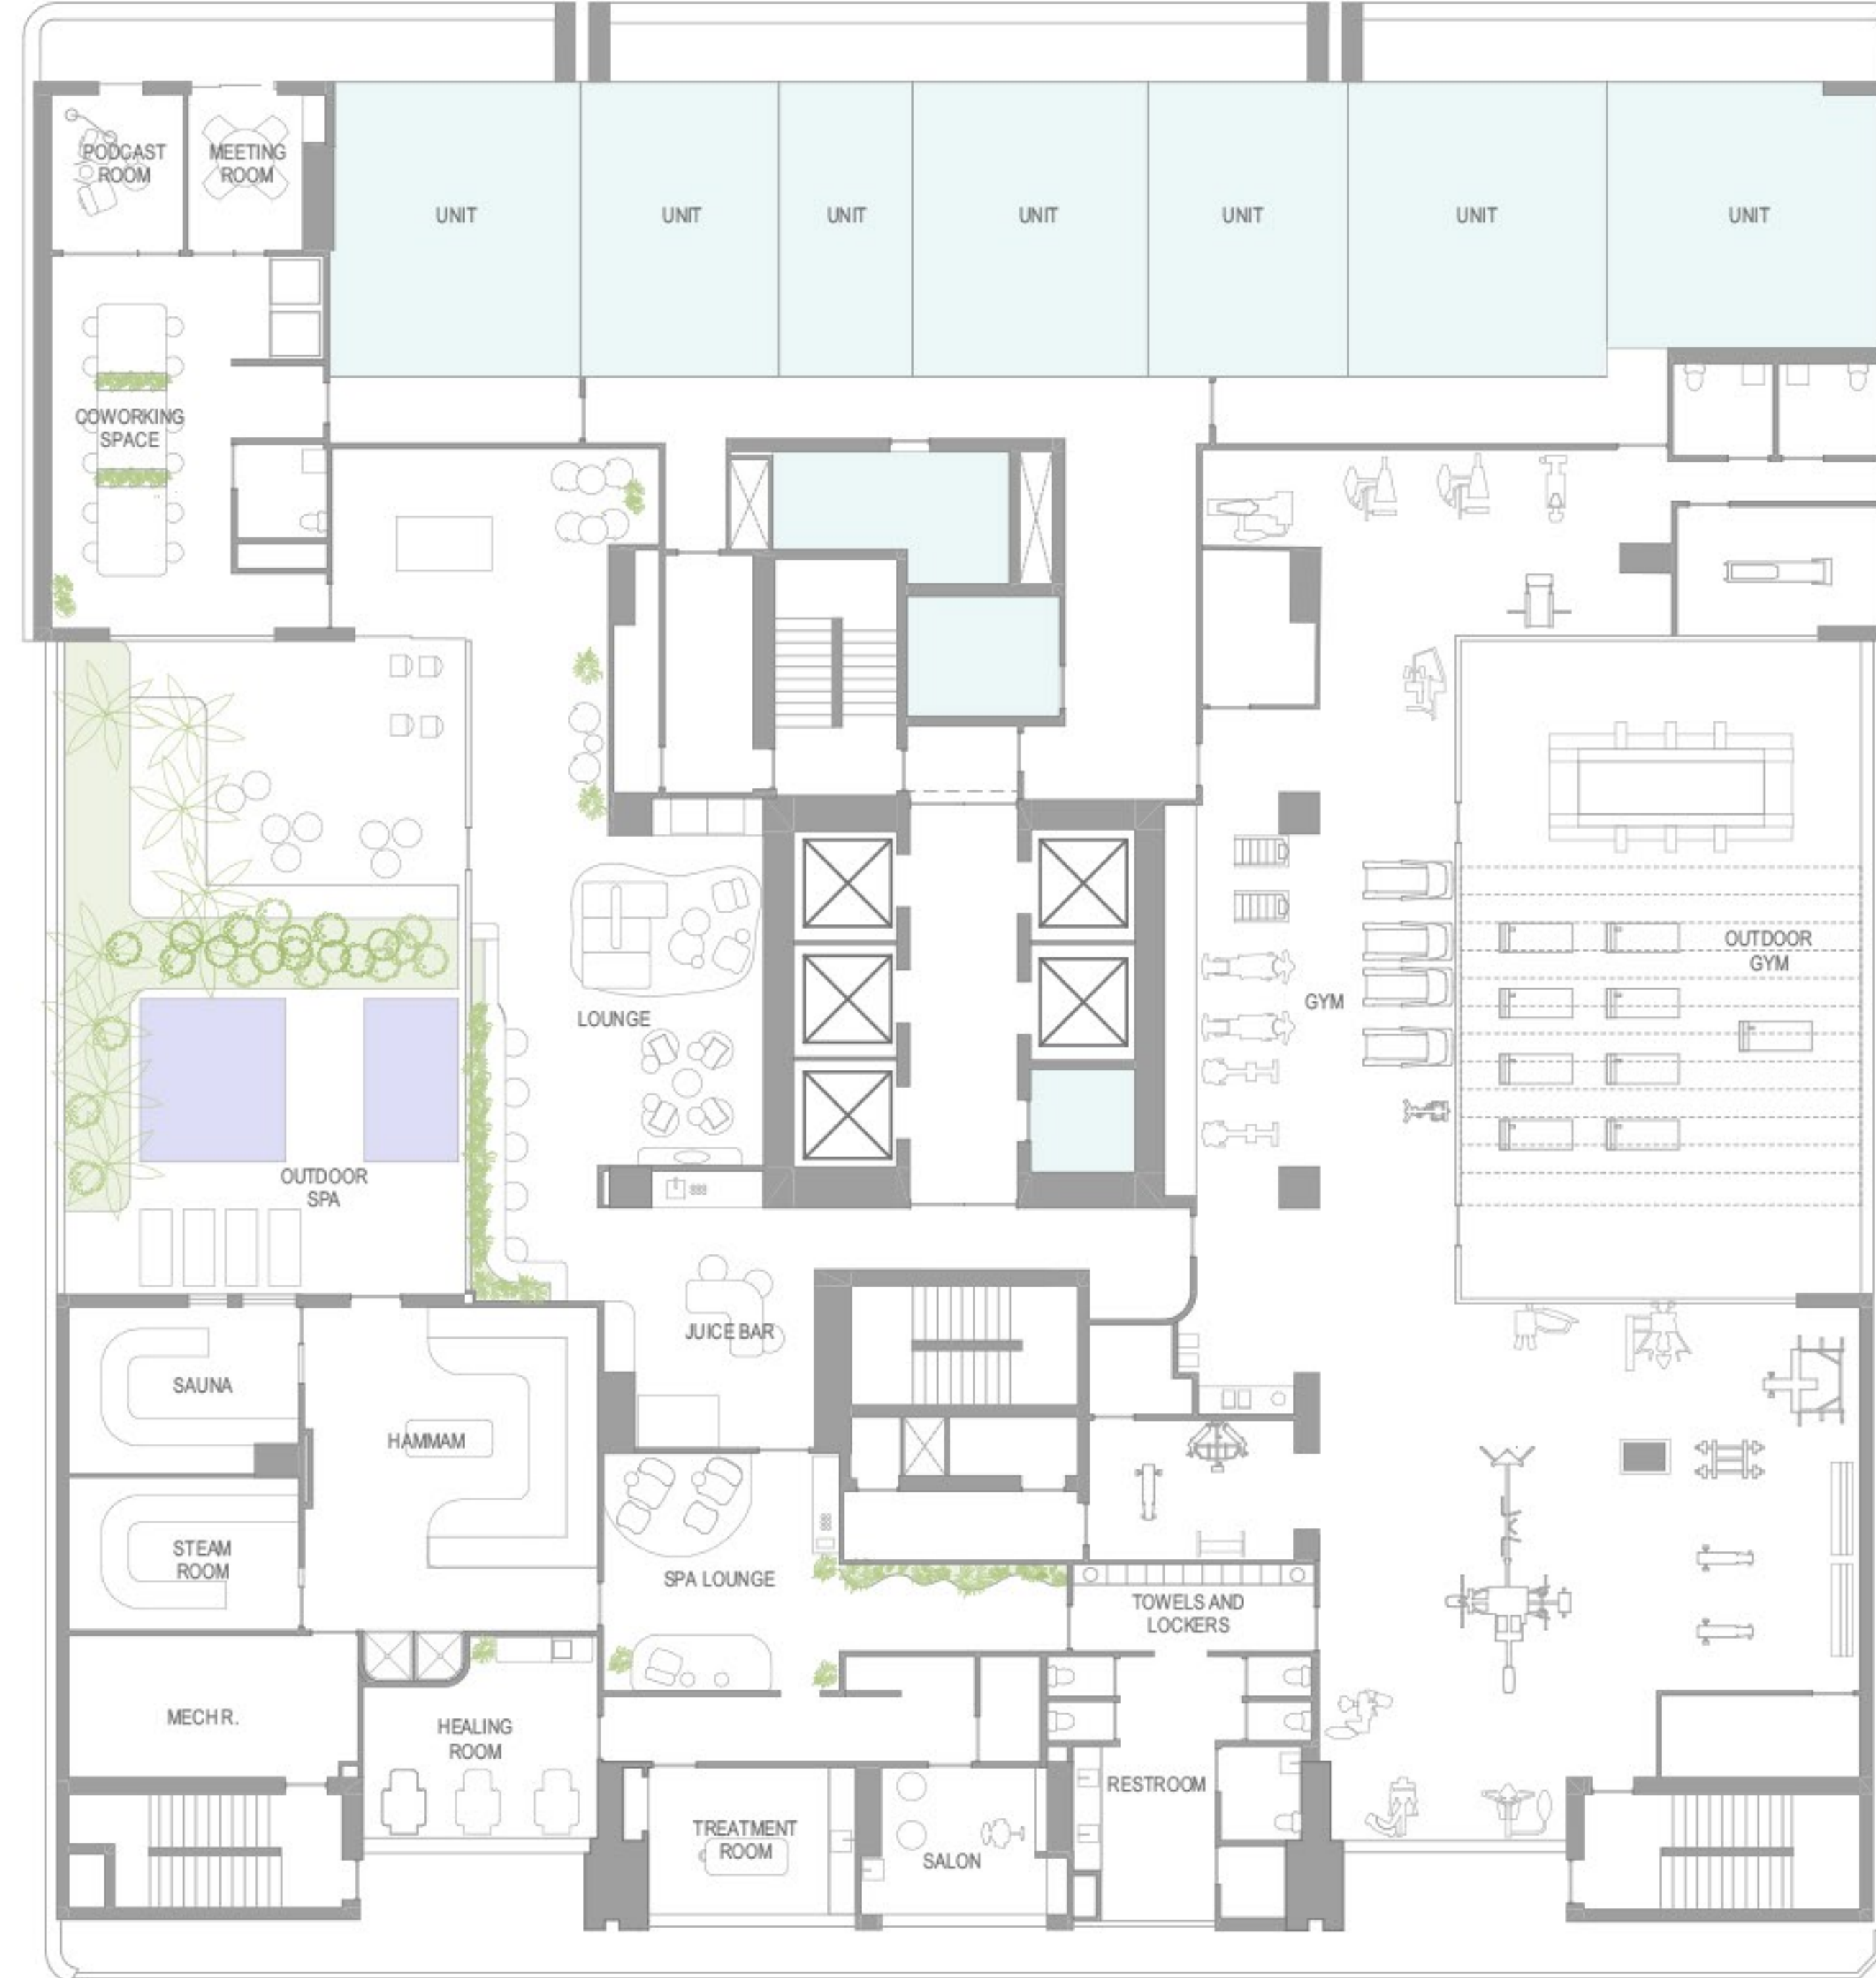 PODCAST
ROOM
MEETING
ROOM
UNIT
UNIT
UNIT
UNIT
UNIT
UNIT
UNIT
COWORKING
SPACE
OUTDOOR
GYM
GYM
LOUNGE
OUTDOOR
SPA
JUICE BAR
SAUNA
HAMMAM
STEAM
ROOM
SPA LOUNGE
TOWELS AND
LOCKERS
MECH R.
HEALING
ROOM
RESTROOM
TREATMENT
ROOM
SALON